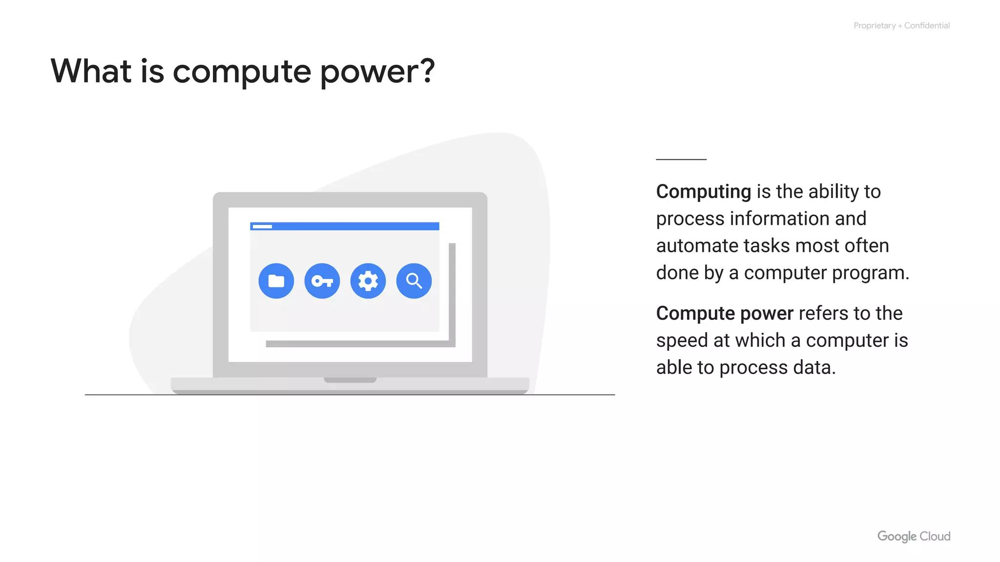 Proprietary + Confidential
What is compute power?
Computing is the ability to
process information and
automate tasks most often
done by a computer program.
Compute power refers to the
speed at which a computer is
able to process data.
Google Cloud